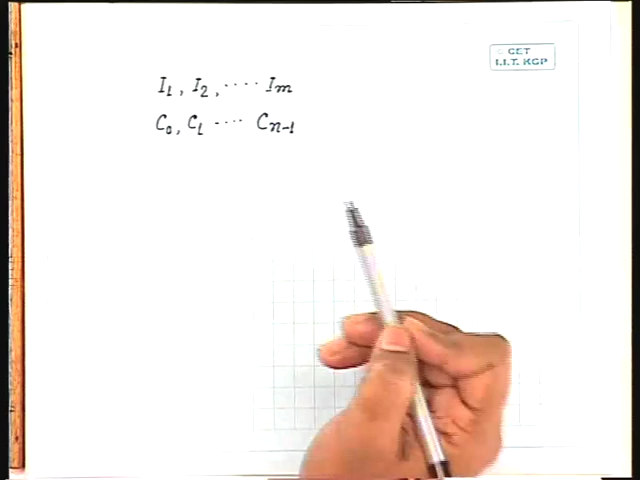 © CET
I.I.T. KGP
I₁, I₂, ···· Iₘ
C₀, C₁ ···· Cₙ₋₁